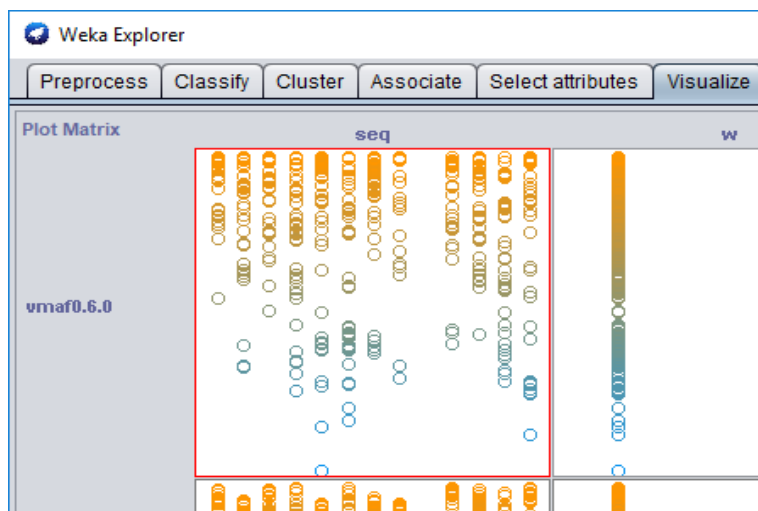 Weka Explorer
Preprocess Classify Cluster Associate Select attributes Visualize
Plot Matrix seq w
vmaf0.6.0